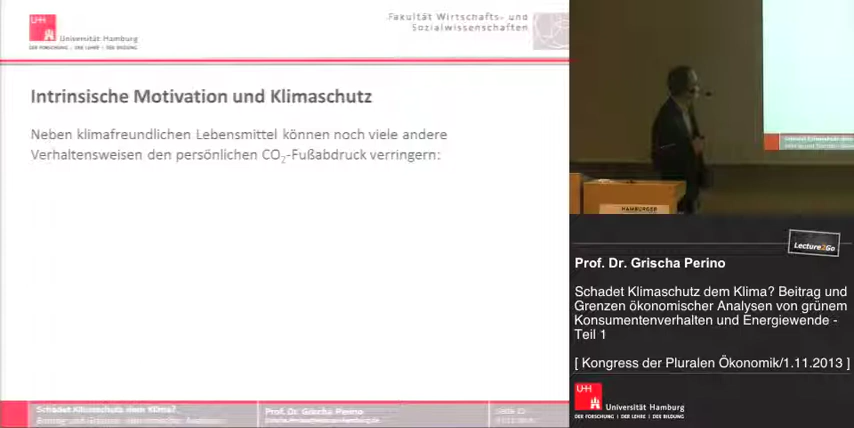 UHH
Universität Hamburg
DER FORSCHUNG | DER LEHRE | DER BILDUNG
Fakultät Wirtschafts- und
Sozialwissenschaften
Intrinsische Motivation und Klimaschutz
Neben klimafreundlichen Lebensmittel können noch viele andere
Verhaltensweisen den persönlichen CO₂-Fußabdruck verringern:
Schadet Klimaschutz dem Klima?
Prof. Dr. Grischa Perino
HAMBURGER
Lecture2Go
Prof. Dr. Grischa Perino
Schadet Klimaschutz dem Klima? Beitrag und
Grenzen ökonomischer Analysen von grünem
Konsumentenverhalten und Energiewende -
Teil 1
[ Kongress der Pluralen Ökonomik/1.11.2013 ]
UHH
Universität Hamburg
DER FORSCHUNG | DER LEHRE | DER BILDUNG